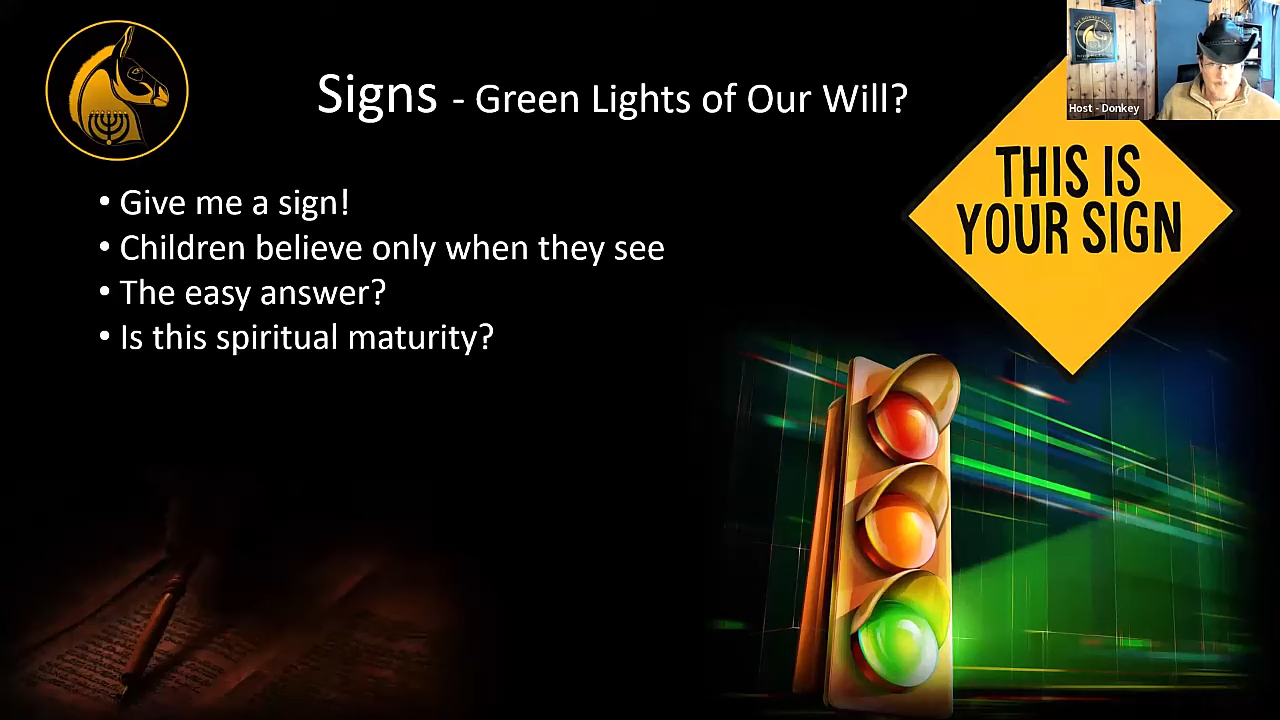 Signs - Green Lights of Our Will?
• Give me a sign!
• Children believe only when they see
• The easy answer?
• Is this spiritual maturity?
THIS IS
YOUR SIGN
Host - Donkey